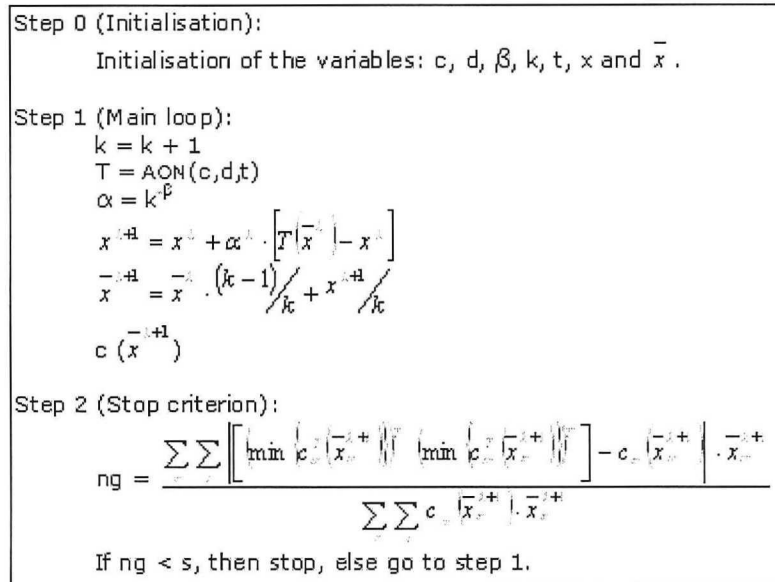 Step 0 (Initialisation):
Initialisation of the variables: c, d, β, k, t, x and x̄ .
Step 1 (Main loop):
k = k + 1
T = AON(c,d,t)
α = k^-β
x^k+1 = x^k + α^k · [T(x̄^k) − x^k]
x̄^k+1 = x̄^k · (k − 1)/k + x^k+1/k
c (x̄^k+1)
Step 2 (Stop criterion):
ng =
If ng < s, then stop, else go to step 1.